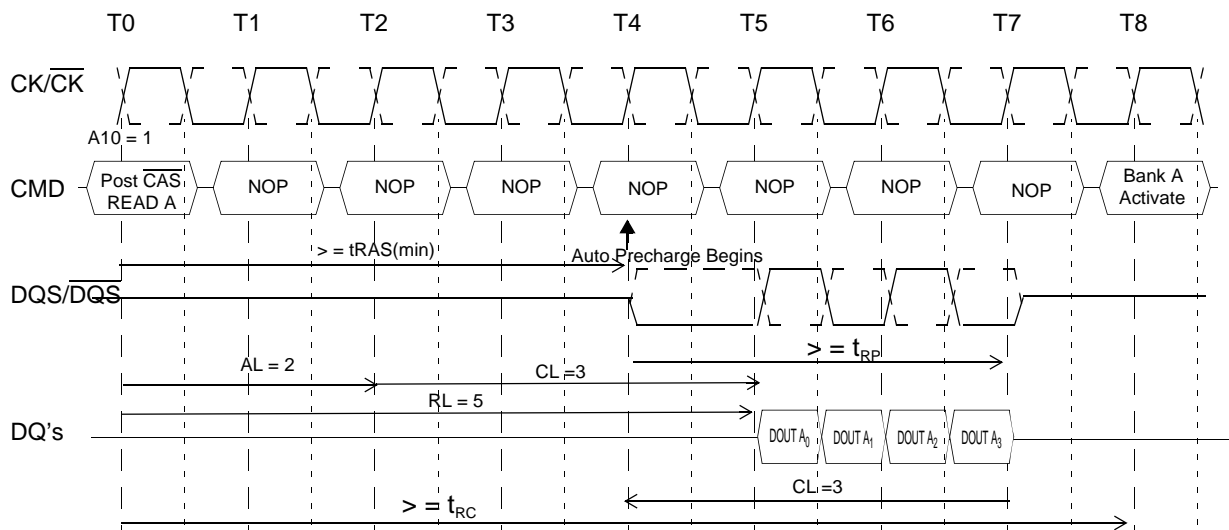 T0 T1 T2 T3 T4 T5 T6 T7 T8
CK/CK
A10 = 1
CMD
Post CAS
READ A
NOP
NOP
NOP
NOP
NOP
NOP
NOP
Bank A
Activate
> = tRAS(min)
Auto Precharge Begins
DQS/DQS
> = tRP
AL = 2
CL =3
RL = 5
DQ's
DOUT A0
DOUT A1
DOUT A2
DOUT A3
CL =3
> = tRC